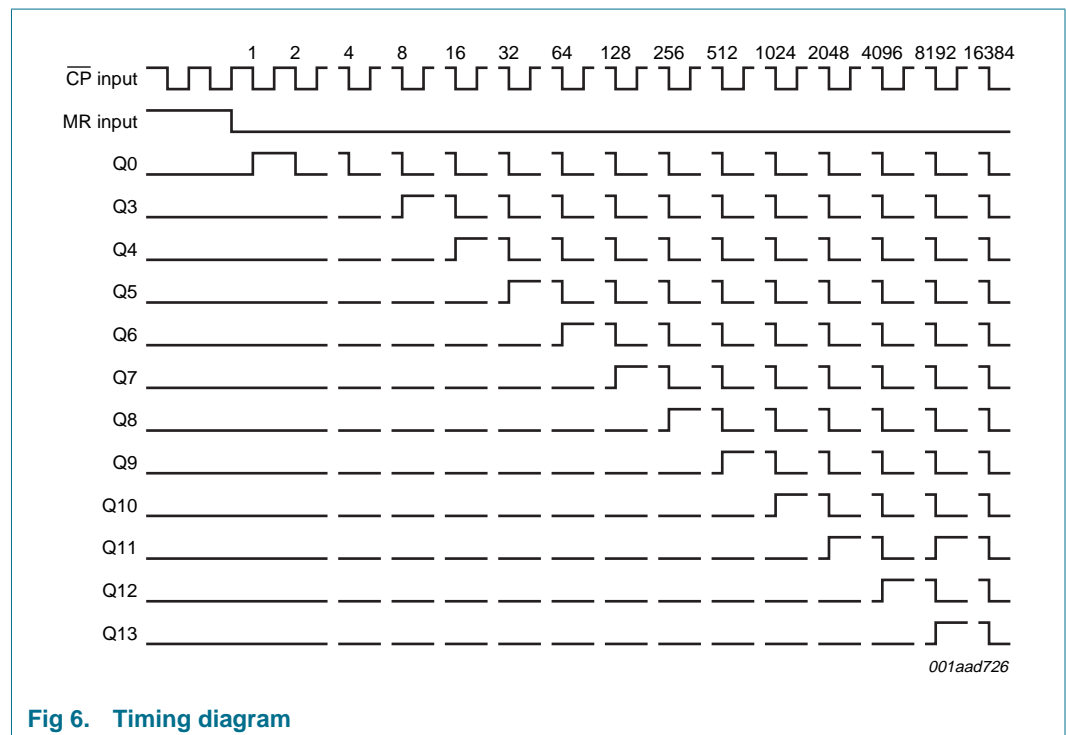 1 2 4 8 16 32 64 128 256 512 1024 2048 4096 8192 16384
CP input
MR input
Q0
Q3
Q4
Q5
Q6
Q7
Q8
Q9
Q10
Q11
Q12
Q13
001aad726
Fig 6. Timing diagram